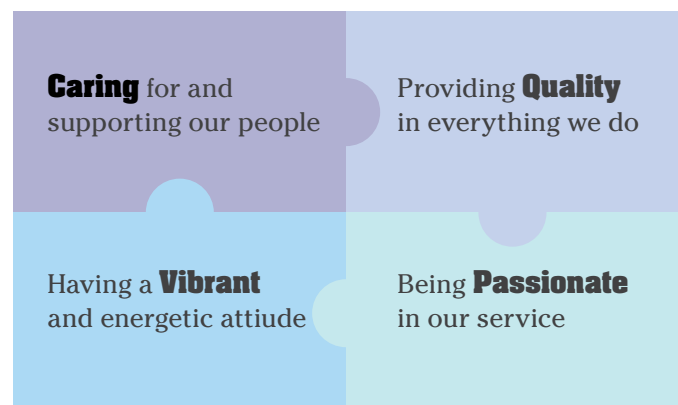 Caring for and
supporting our people
Providing Quality
in everything we do
Having a Vibrant
and energetic attiude
Being Passionate
in our service